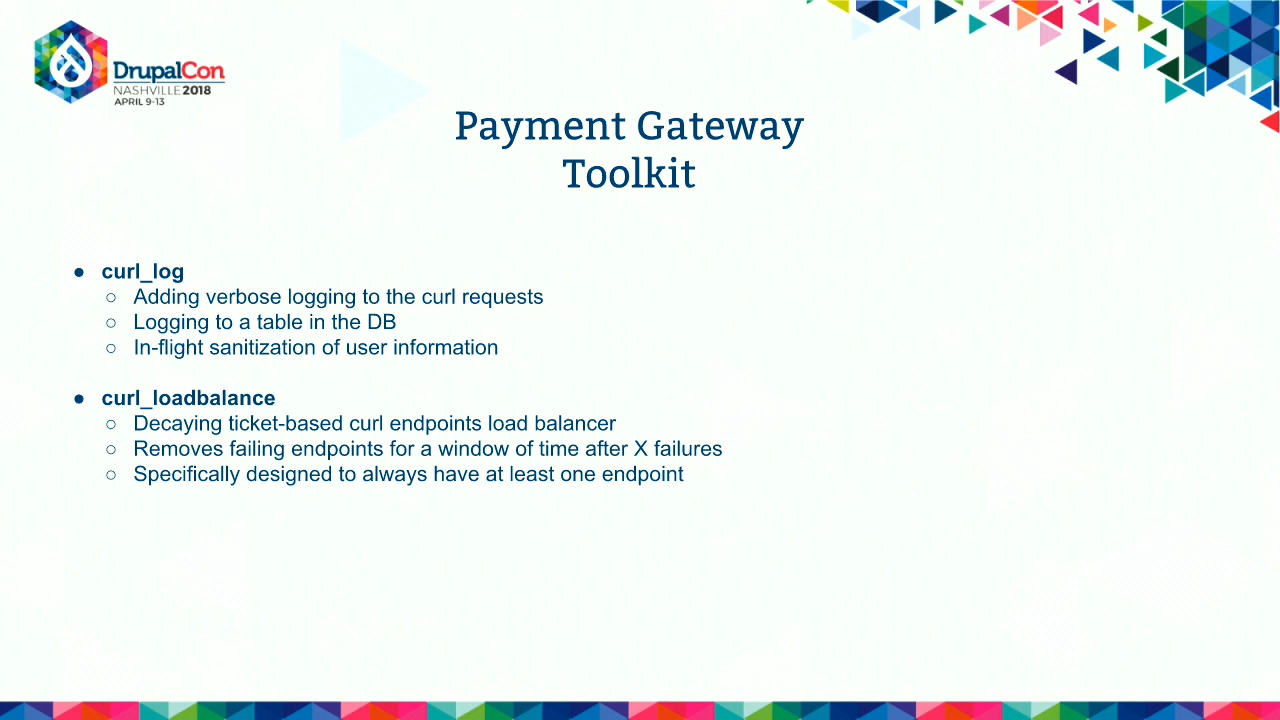 DrupalCon
NASHVILLE 2018
APRIL 9-13
Payment Gateway
Toolkit
● curl_log
○ Adding verbose logging to the curl requests
○ Logging to a table in the DB
○ In-flight sanitization of user information
● curl_loadbalance
○ Decaying ticket-based curl endpoints load balancer
○ Removes failing endpoints for a window of time after X failures
○ Specifically designed to always have at least one endpoint